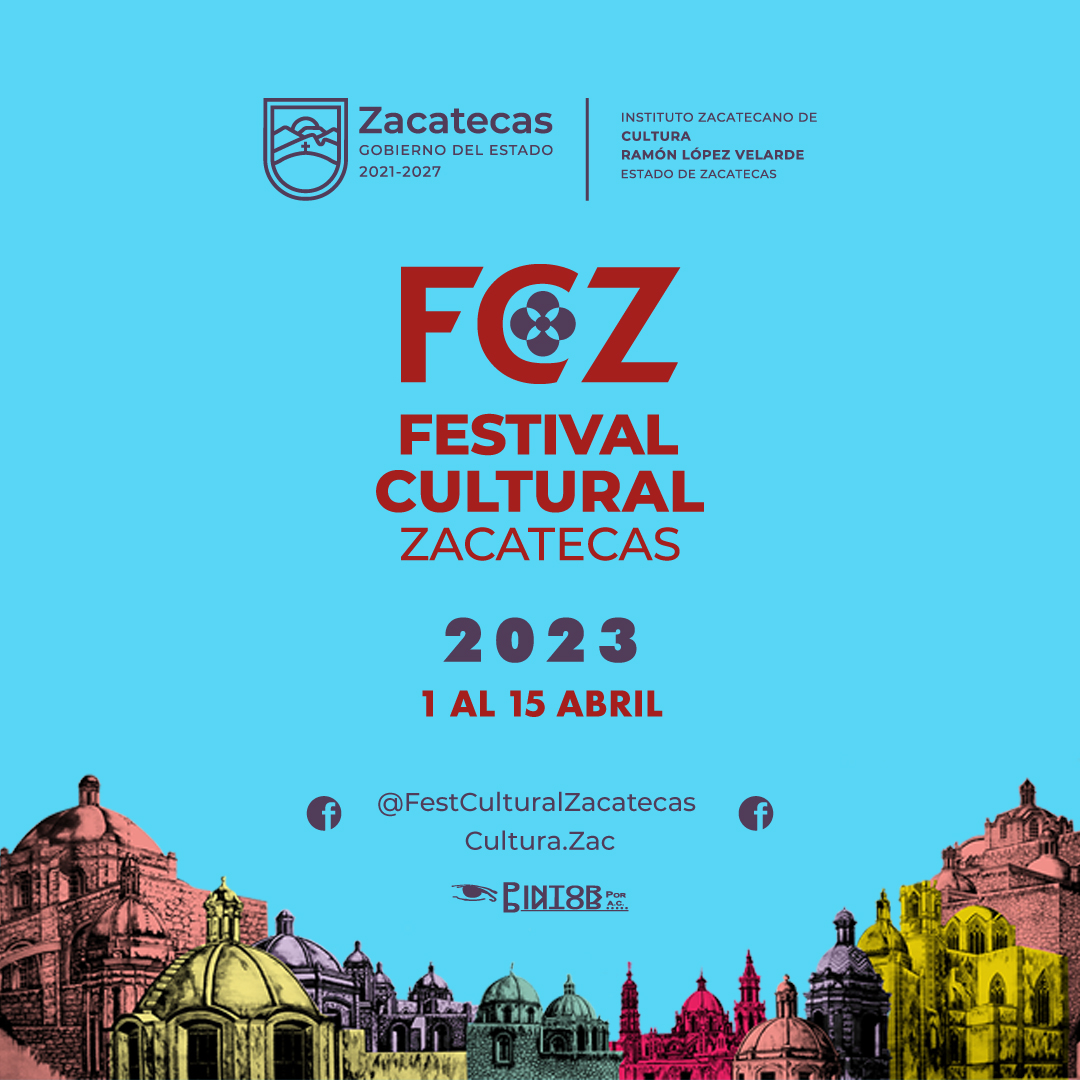 Zacatecas
GOBIERNO DEL ESTADO
2021-2027
INSTITUTO ZACATECANO DE
CULTURA
RAMÓN LÓPEZ VELARDE
ESTADO DE ZACATECAS
FCZ
FESTIVAL
CULTURAL
ZACATECAS
2023
1 AL 15 ABRIL
@FestCulturalZacatecas
Cultura.Zac
POR
A.C.